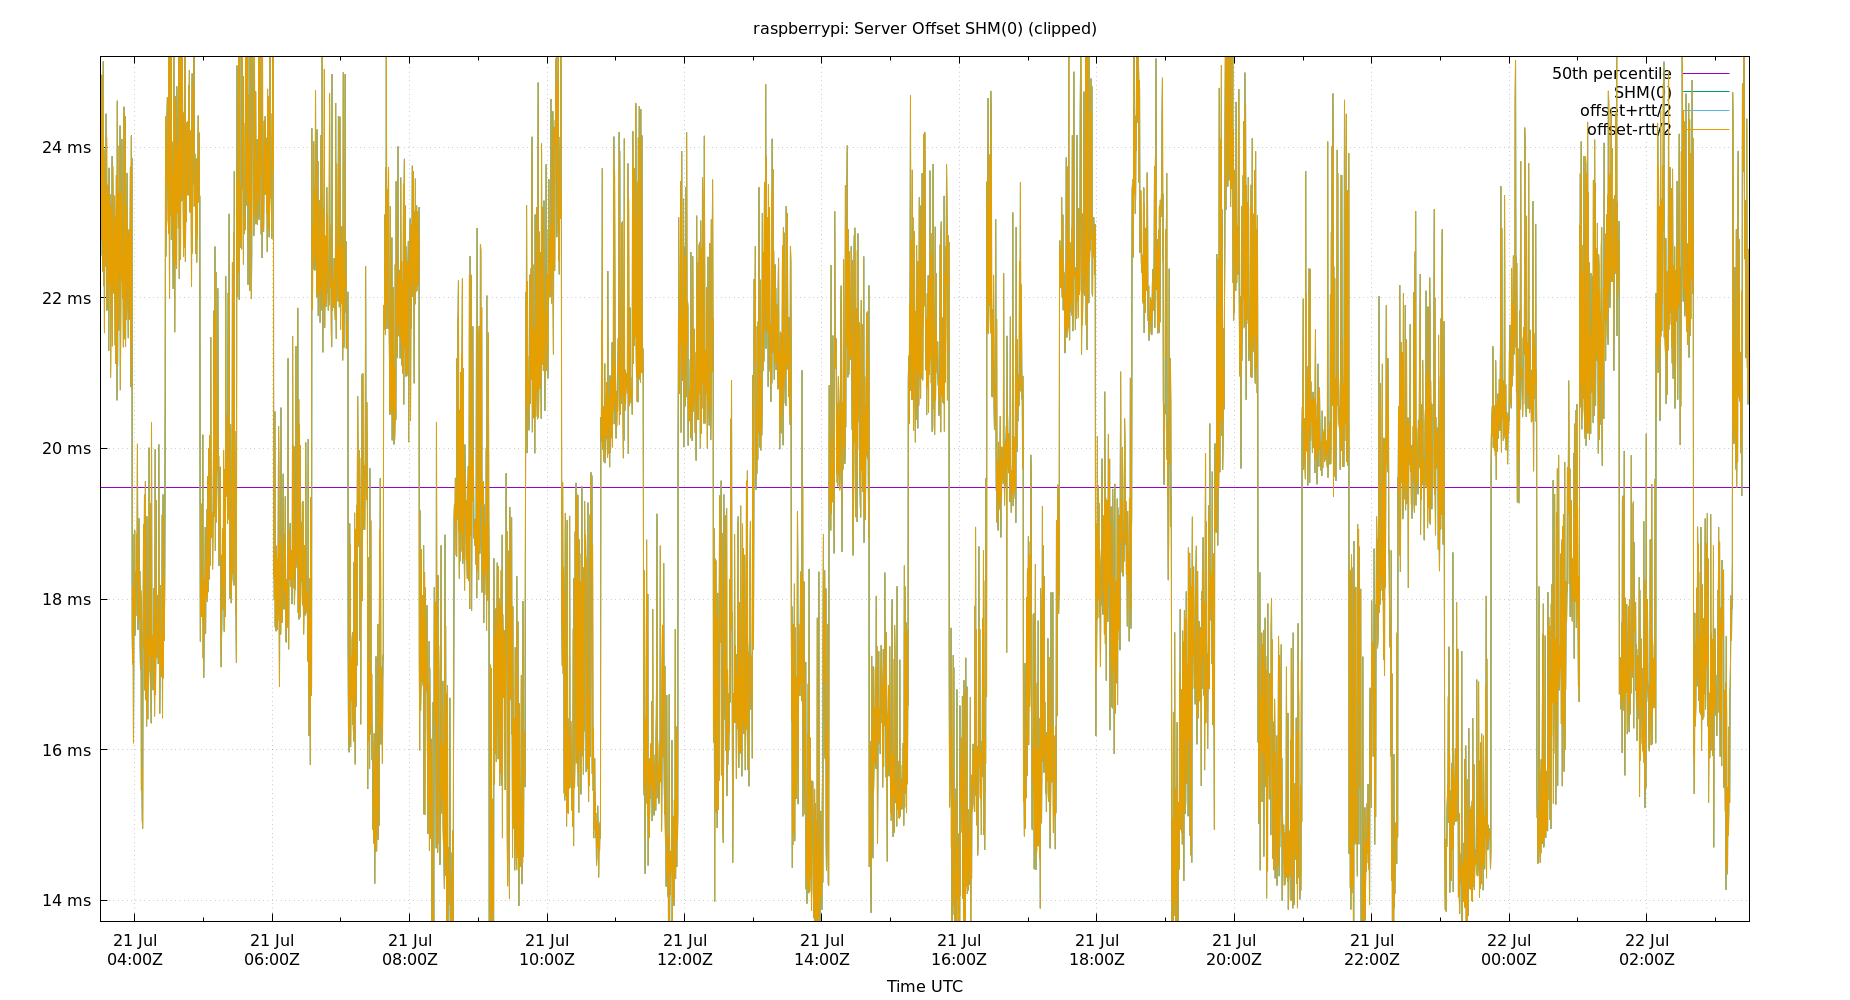 raspberrypi: Server Offset SHM(0) (clipped)
50th percentile
SHM(0)
offset+rtt/2
offset-rtt/2
24 ms
22 ms
20 ms
18 ms
16 ms
14 ms
21 Jul 21 Jul 21 Jul 21 Jul 21 Jul 21 Jul 21 Jul 21 Jul 21 Jul 21 Jul 22 Jul 22 Jul
04:00Z 06:00Z 08:00Z 10:00Z 12:00Z 14:00Z 16:00Z 18:00Z 20:00Z 22:00Z 00:00Z 02:00Z
Time UTC